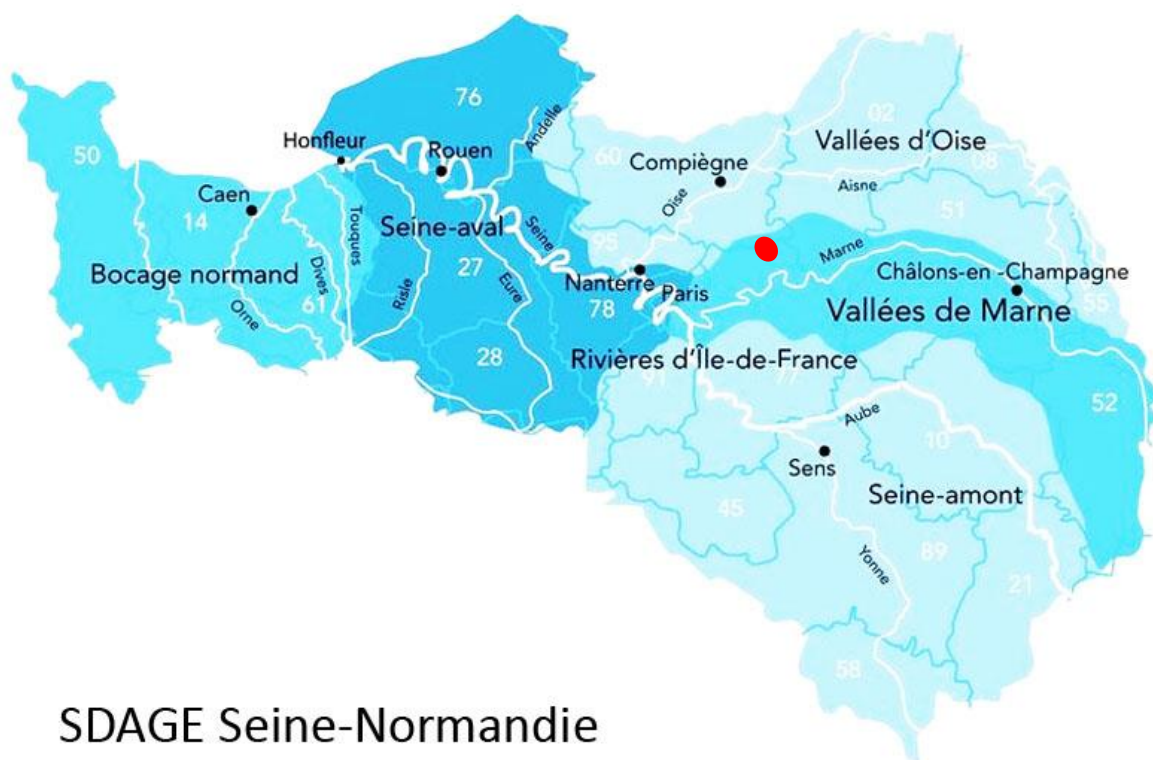 76
02
Honfleur
Andelle
Vallées d'Oise
50
Rouen
60
Compiègne
08
Caen
Aisne
14
Touques
Seine-aval
Oise
51
Seine
95
Marne
Bocage normand
Dives
27
Eure
Nanterre
Châlons-en -Champagne
61
Risle
78
Paris
Vallées de Marne
55
Orne
28
Rivières d'Île-de-France
91
77
52
Aube
10
Sens
Seine-amont
45
Yonne
89
21
58
SDAGE Seine-Normandie